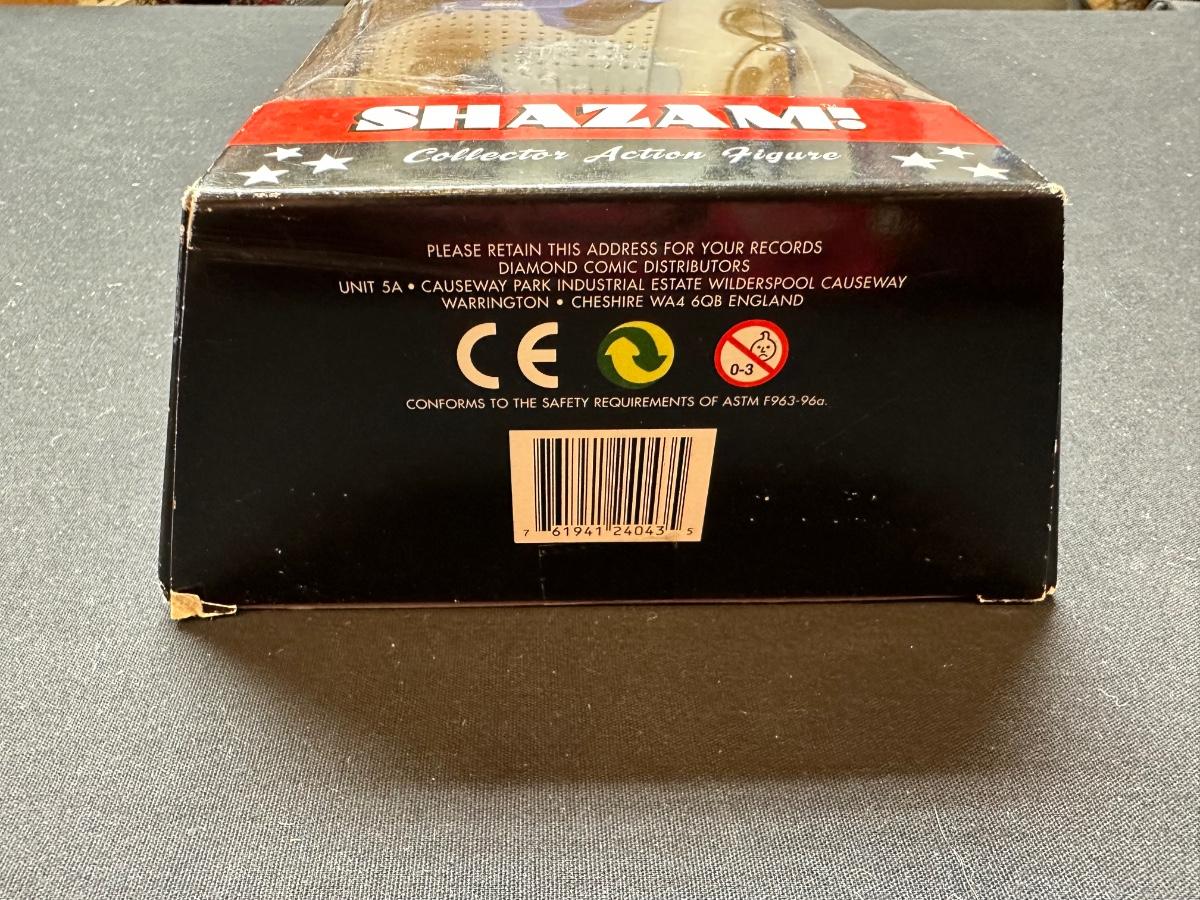 SHAZAM!
Collector Action Figure
PLEASE RETAIN THIS ADDRESS FOR YOUR RECORDS
DIAMOND COMIC DISTRIBUTORS
UNIT 5A • CAUSEWAY PARK INDUSTRIAL ESTATE WILDERSPOOL CAUSEWAY
WARRINGTON • CHESHIRE WA4 6QB ENGLAND
CE
0-3
CONFORMS TO THE SAFETY REQUIREMENTS OF ASTM F963-96a.
7 61941 24043 5